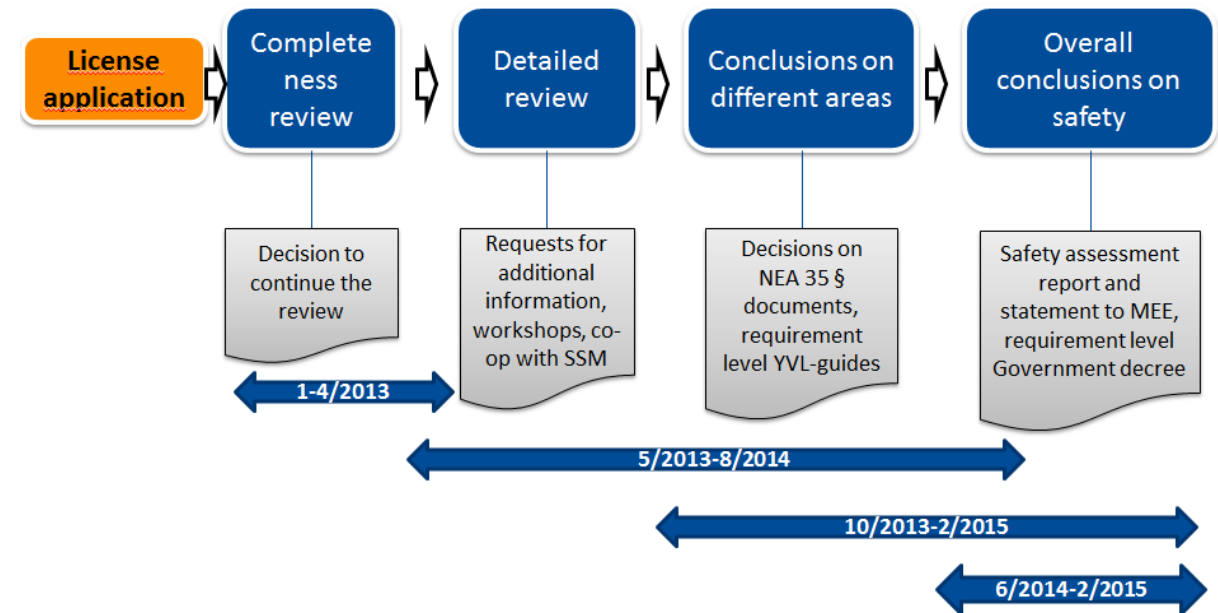 License
application
Complete
ness
review
Detailed
review
Conclusions on
different areas
Overall
conclusions on
safety
Decision to
continue the
review
Requests for
additional
information,
workshops, co-
op with SSM
Decisions on
NEA 35 §
documents,
requirement
level YVL-guides
Safety assessment
report and
statement to MEE,
requirement level
Government decree
1-4/2013
5/2013-8/2014
10/2013-2/2015
6/2014-2/2015